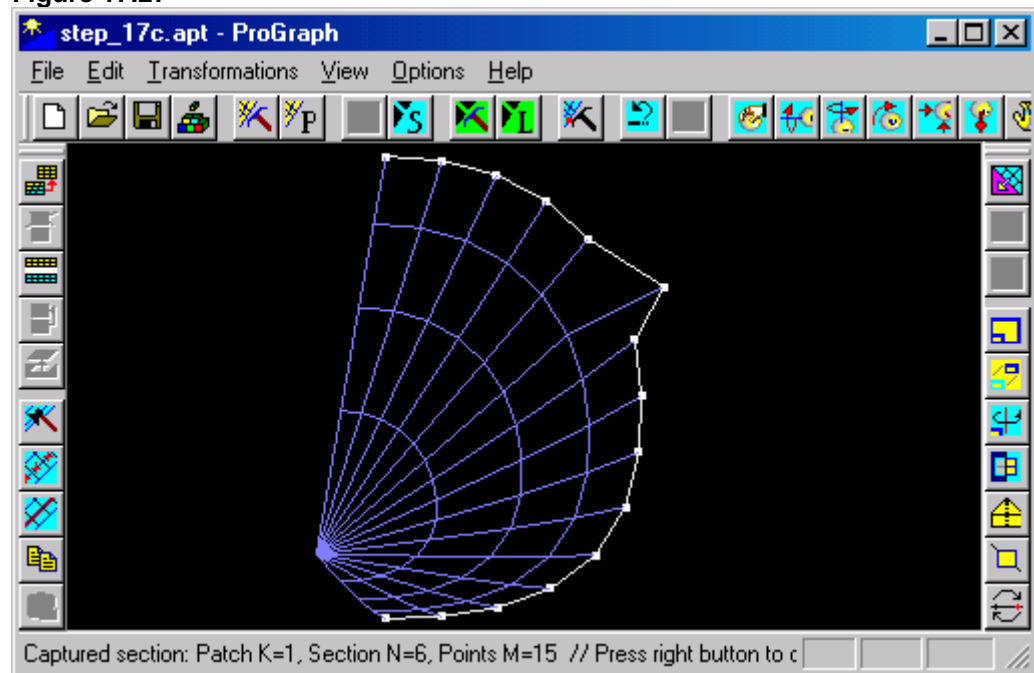 step_17c.apt - ProGraph
File Edit Transformations View Options Help
P S L
Captured section: Patch K=1, Section N=6, Points M=15 // Press right button to